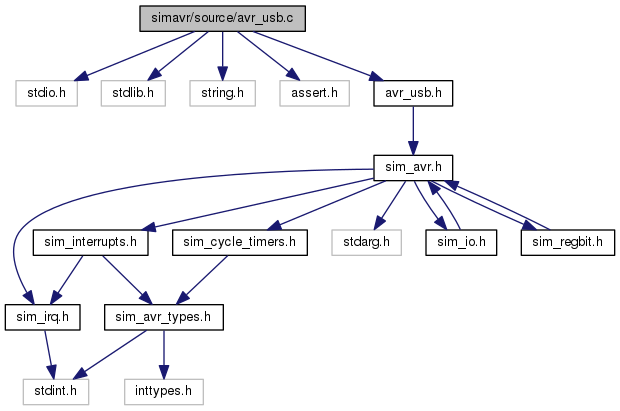 simavr/source/avr_usb.c
stdio.h
stdlib.h
string.h
assert.h
avr_usb.h
sim_avr.h
sim_interrupts.h
sim_cycle_timers.h
stdarg.h
sim_io.h
sim_regbit.h
sim_irq.h
sim_avr_types.h
stdint.h
inttypes.h